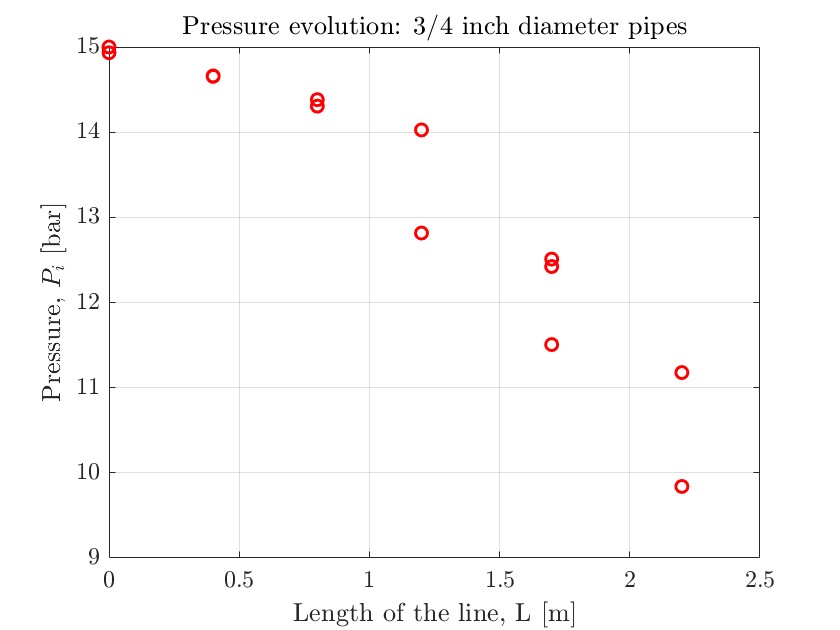 Pressure evolution: 3/4 inch diameter pipes
15
14
13
12
11
10
9
Pressure, P_i [bar]
0 0.5 1 1.5 2 2.5
Length of the line, L [m]